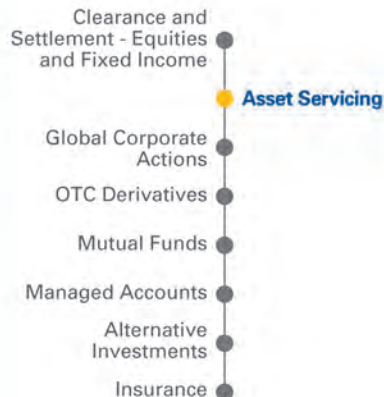 Clearance and
Settlement - Equities
and Fixed Income
Asset Servicing
Global Corporate
Actions
OTC Derivatives
Mutual Funds
Managed Accounts
Alternative
Investments
Insurance